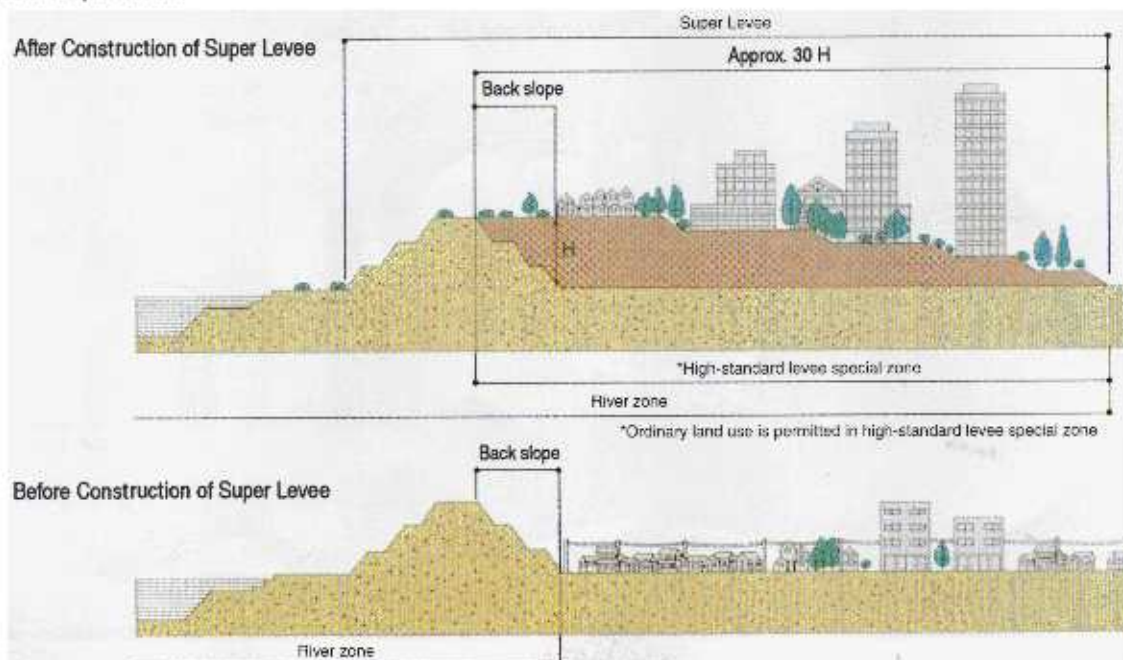 Super Levee
After Construction of Super Levee
Approx. 30 H
Back slope
H
*High-standard levee special zone
River zone
*Ordinary land use is permitted in high-standard levee special zone
Back slope
Before Construction of Super Levee
River zone